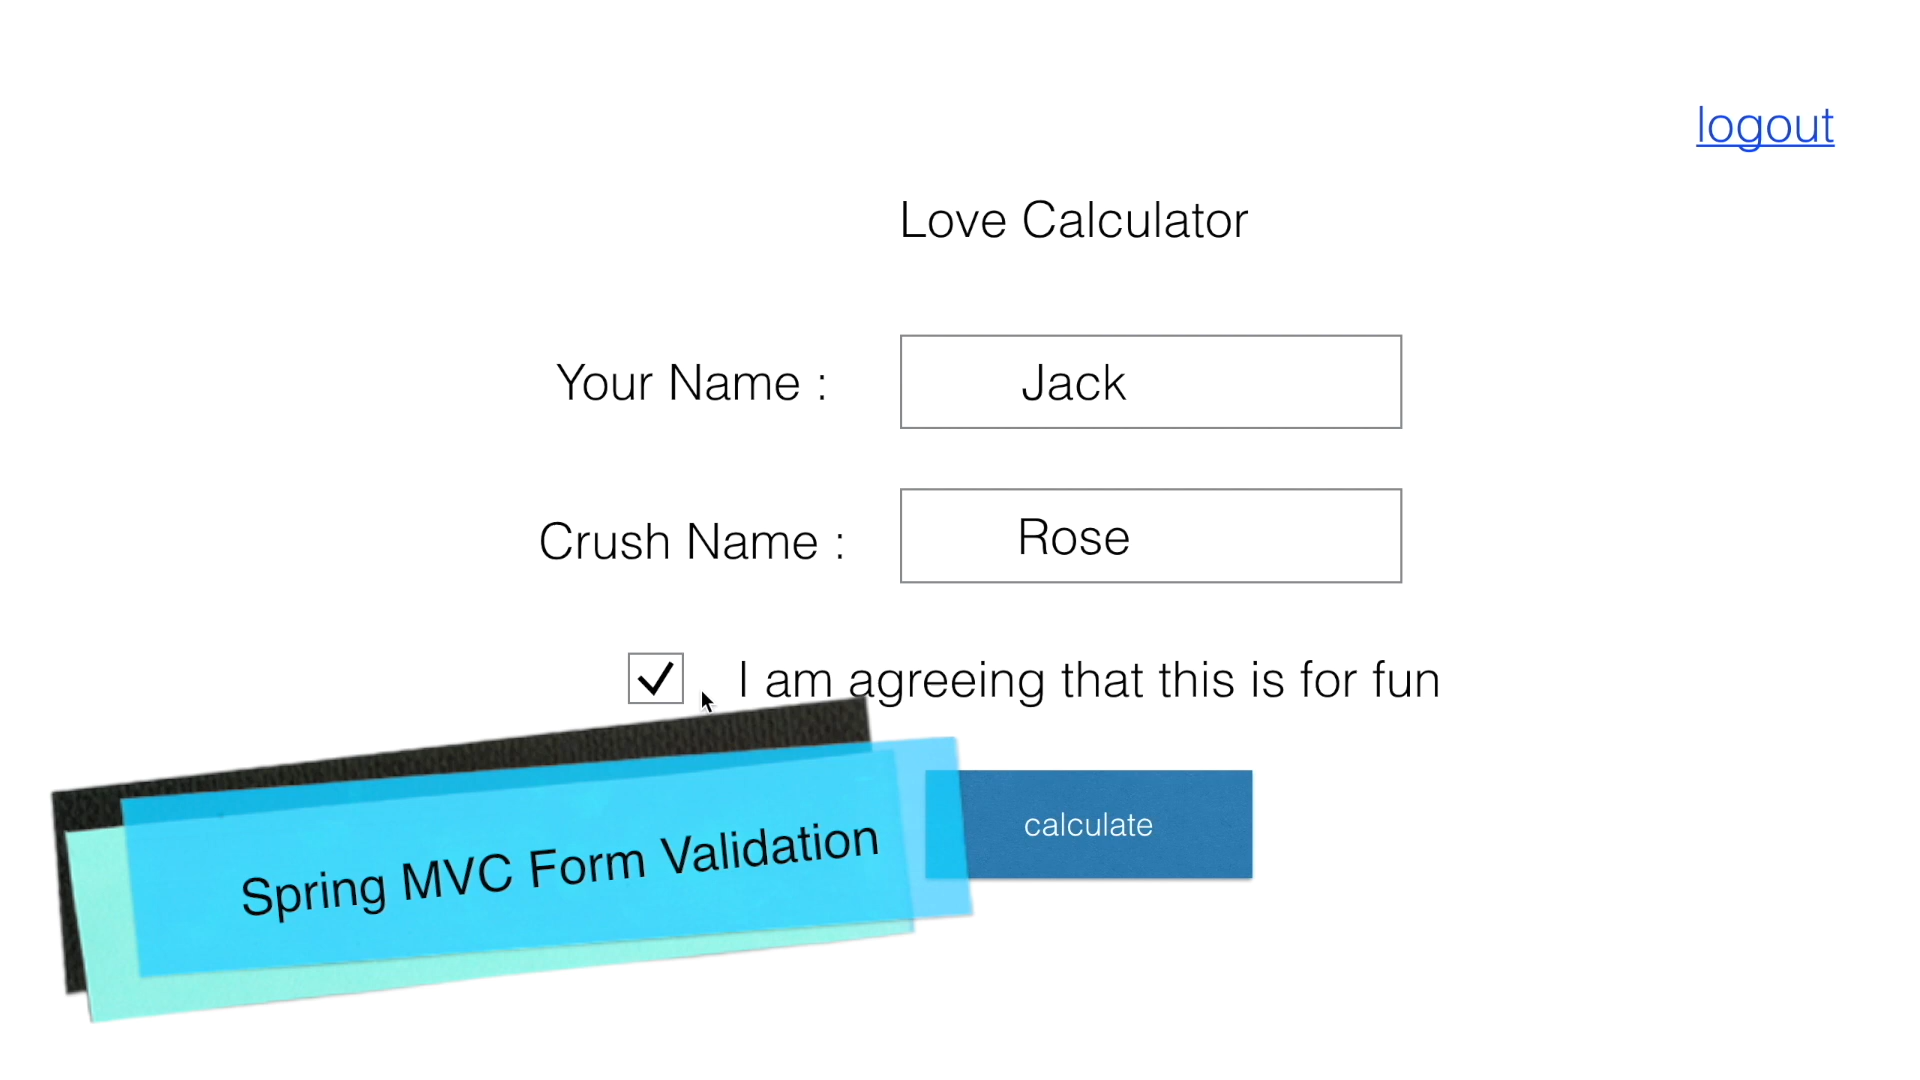 logout
Love Calculator
Your Name : Jack
Crush Name : Rose
I am agreeing that this is for fun
calculate
Spring MVC Form Validation